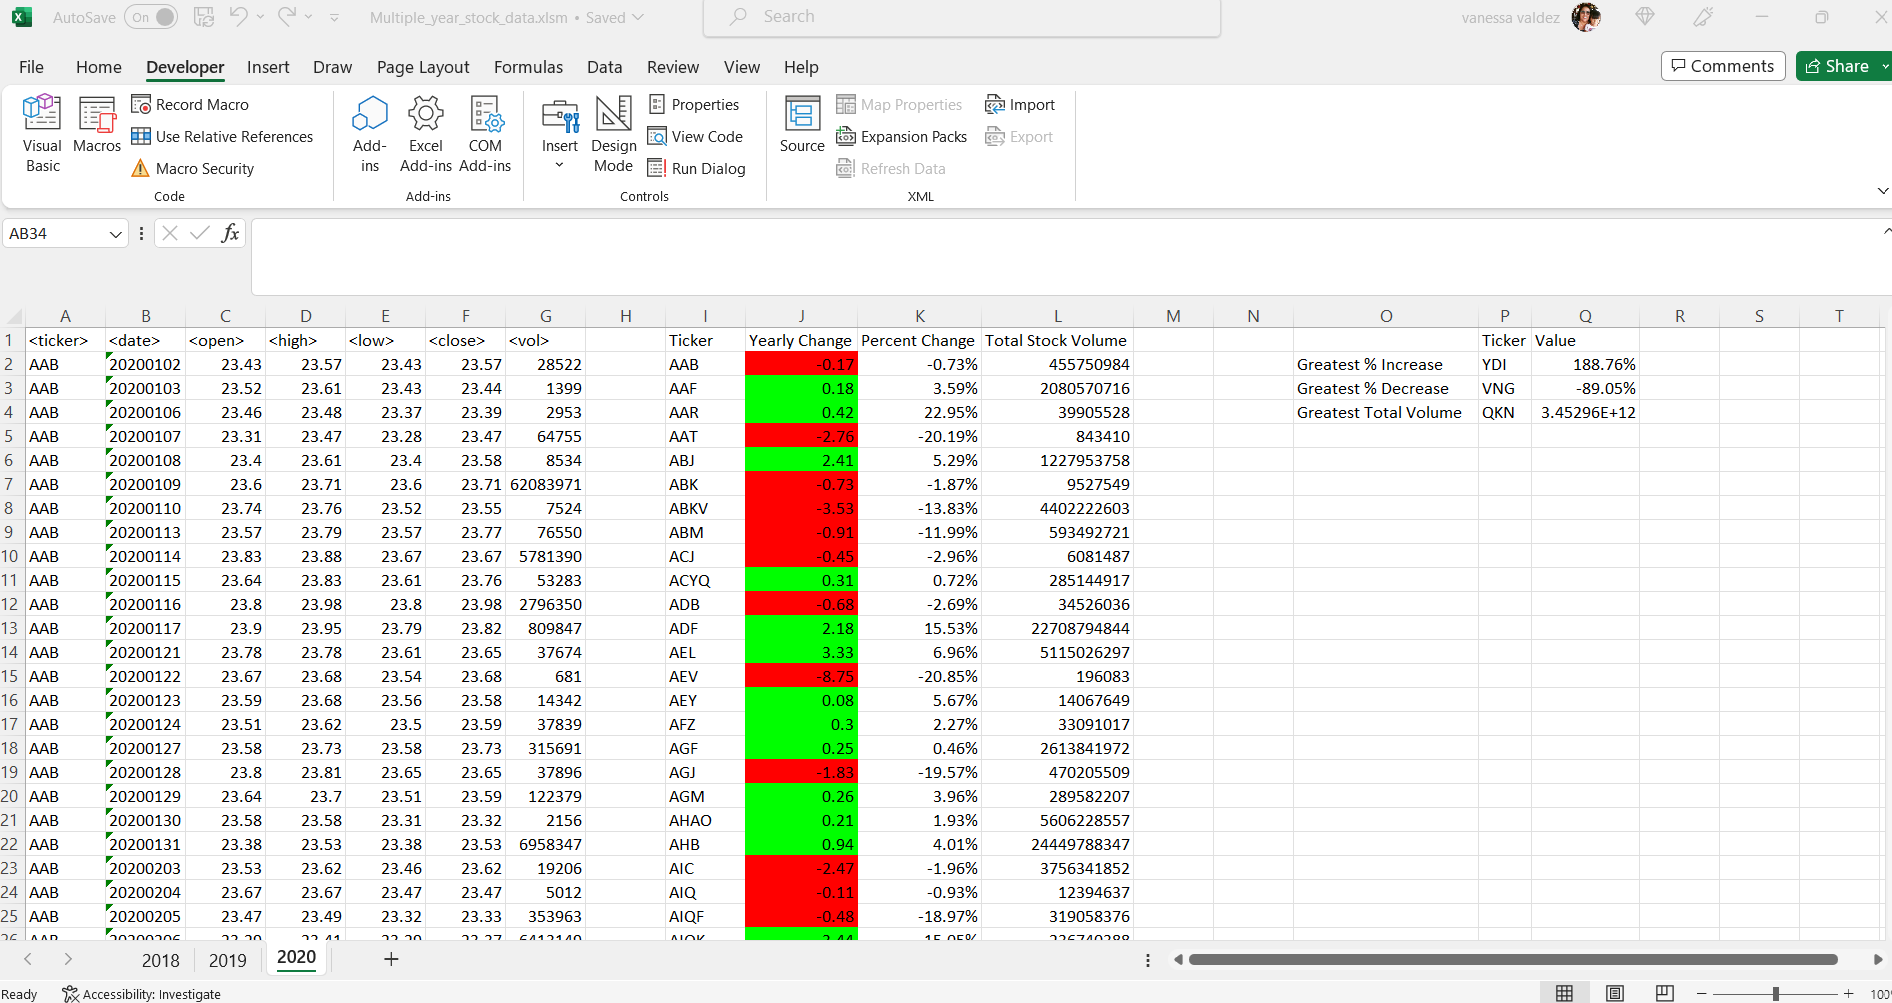 AutoSave On Multiple_year_stock_data.xlsm • Saved Search vanessa valdez
File Home Developer Insert Draw Page Layout Formulas Data Review View Help Comments Share
Visual Basic
Macros
Record Macro
Use Relative References
Macro Security
Code
Add-ins
Excel Add-ins
COM Add-ins
Add-ins
Insert
Design Mode
Properties
View Code
Run Dialog
Controls
Source
Map Properties
Expansion Packs
Refresh Data
Import
Export
XML
AB34 fx
A B C D E F G H I J K L M N O P Q R S T
1 <ticker> <date> <open> <high> <low> <close> <vol> Ticker Yearly Change Percent Change Total Stock Volume Ticker Value
2 AAB 20200102 23.43 23.57 23.43 23.57 28522 AAB -0.17 -0.73% 455750984 Greatest % Increase YDI 188.76%
3 AAB 20200103 23.52 23.61 23.43 23.44 1399 AAF 0.18 3.59% 2080570716 Greatest % Decrease VNG -89.05%
4 AAB 20200106 23.46 23.48 23.37 23.39 2953 AAR 0.42 22.95% 39905528 Greatest Total Volume QKN 3.45296E+12
5 AAB 20200107 23.31 23.47 23.28 23.47 64755 AAT -2.76 -20.19% 843410
6 AAB 20200108 23.4 23.61 23.4 23.58 8534 ABJ 2.41 5.29% 1227953758
7 AAB 20200109 23.6 23.71 23.6 23.71 62083971 ABK -0.73 -1.87% 9527549
8 AAB 20200110 23.74 23.76 23.52 23.55 7524 ABKV -3.53 -13.83% 4402222603
9 AAB 20200113 23.57 23.79 23.57 23.77 76550 ABM -0.91 -11.99% 593492721
10 AAB 20200114 23.83 23.88 23.67 23.67 5781390 ACJ -0.45 -2.96% 6081487
11 AAB 20200115 23.64 23.83 23.61 23.76 53283 ACYQ 0.31 0.72% 285144917
12 AAB 20200116 23.8 23.98 23.8 23.98 2796350 ADB -0.68 -2.69% 34526036
13 AAB 20200117 23.9 23.95 23.79 23.82 809847 ADF 2.18 15.53% 22708794844
14 AAB 20200121 23.78 23.78 23.61 23.65 37674 AEL 3.33 6.96% 5115026297
15 AAB 20200122 23.67 23.68 23.54 23.68 681 AEV -8.75 -20.85% 196083
16 AAB 20200123 23.59 23.68 23.56 23.58 14342 AEY 0.08 5.67% 14067649
17 AAB 20200124 23.51 23.62 23.5 23.59 37839 AFZ 0.3 2.27% 33091017
18 AAB 20200127 23.58 23.73 23.58 23.73 315691 AGF 0.25 0.46% 2613841972
19 AAB 20200128 23.8 23.81 23.65 23.65 37896 AGJ -1.83 -19.57% 470205509
20 AAB 20200129 23.64 23.7 23.51 23.59 122379 AGM 0.26 3.96% 289582207
21 AAB 20200130 23.58 23.58 23.31 23.32 2156 AHAO 0.21 1.93% 5606228557
22 AAB 20200131 23.38 23.53 23.38 23.53 6958347 AHB 0.94 4.01% 24449788347
23 AAB 20200203 23.53 23.62 23.46 23.62 19206 AIC -2.47 -1.96% 3756341852
24 AAB 20200204 23.67 23.67 23.47 23.47 5012 AIQ -0.11 -0.93% 12394637
25 AAB 20200205 23.47 23.49 23.32 23.33 353963 AIQF -0.48 -18.97% 319058376
2018 2019 2020
Ready Accessibility: Investigate